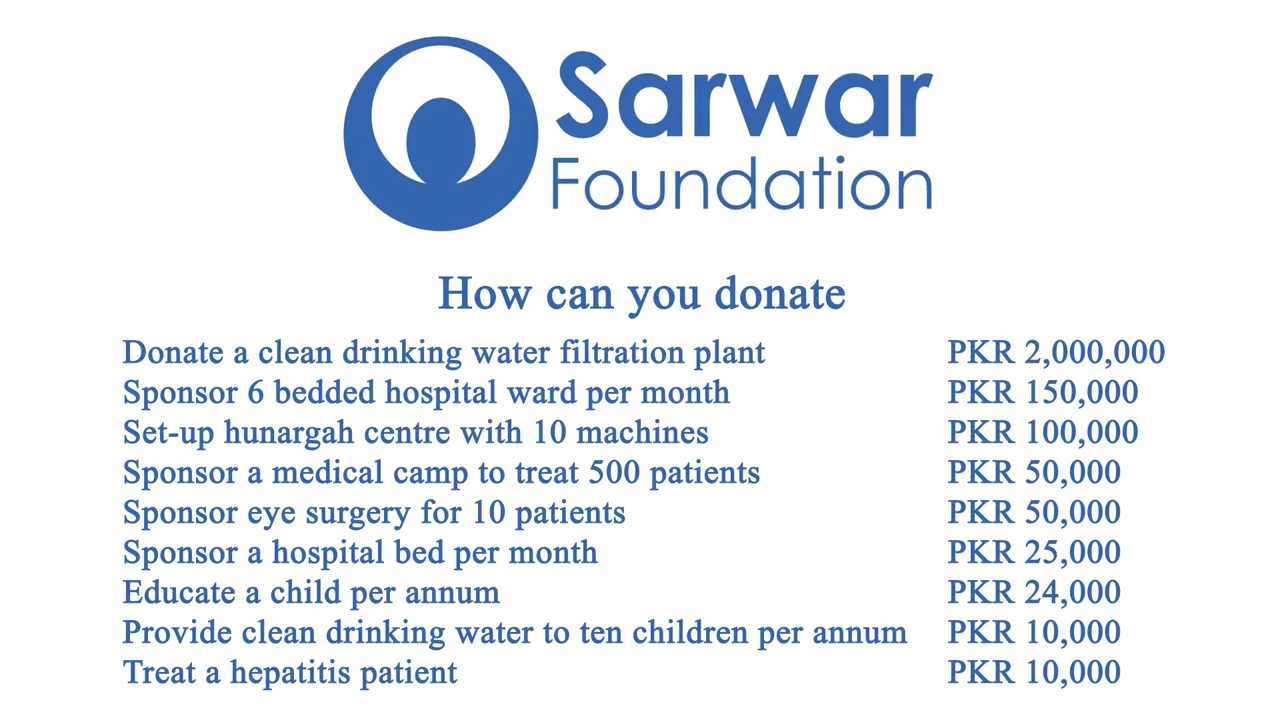 Sarwar
Foundation
How can you donate
Donate a clean drinking water filtration plant PKR 2,000,000
Sponsor 6 bedded hospital ward per month PKR 150,000
Set-up hunargah centre with 10 machines PKR 100,000
Sponsor a medical camp to treat 500 patients PKR 50,000
Sponsor eye surgery for 10 patients PKR 50,000
Sponsor a hospital bed per month PKR 25,000
Educate a child per annum PKR 24,000
Provide clean drinking water to ten children per annum PKR 10,000
Treat a hepatitis patient PKR 10,000